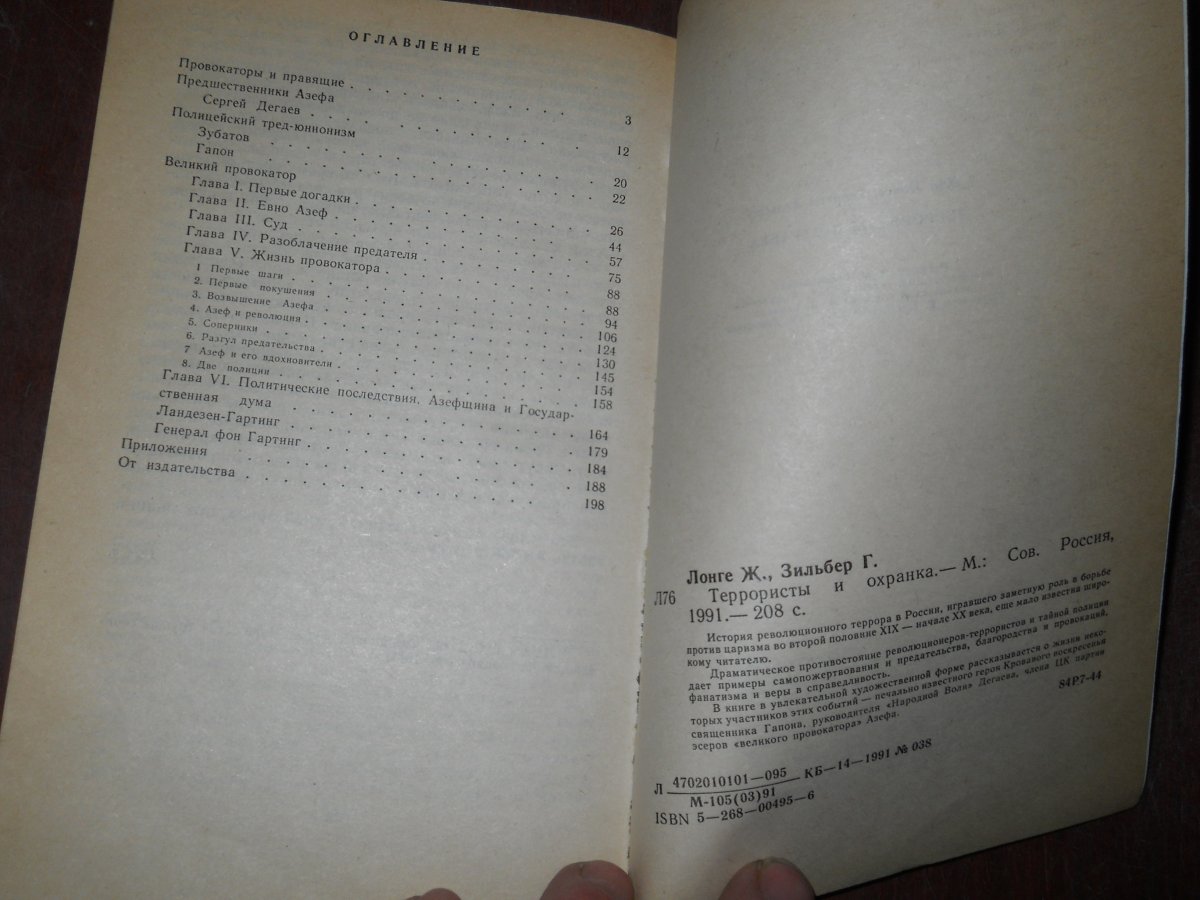 ОГЛАВЛЕНИЕ
Провокаторы и правящие . . . . . . . . . . 3
Предшественники Азефа
Сергей Дегаев . . . . . . . . . . 12
Полицейский тред-юнионизм
Зубатов . . . . . . . . . . 20
Гапон . . . . . . . . . . 22
Великий провокатор
Глава I. Первые догадки . . . . . . . . . . 26
Глава II. Евно Азеф . . . . . . . . . . 44
Глава III. Суд . . . . . . . . . . 57
Глава IV. Разоблачение предателя . . . . . . . . . . 75
Глава V. Жизнь провокатора . . . . . . . . . . 88
1 Первые шаги . . . . . . . . . . 88
2. Первые покушения . . . . . . . . . . 94
3. Возвышение Азефа . . . . . . . . . . 106
4. Азеф и революция . . . . . . . . . . 124
5. Соперники . . . . . . . . . . 130
6. Разгул предательства . . . . . . . . . . 145
7 Азеф и его вдохновители . . . . . . . . . . 154
8. Две полиции . . . . . . . . . . 158
Глава VI. Политические последствия. Азефщина и Государ-
ственная дума . . . . . . . . . . 164
Ландезен-Гартинг . . . . . . . . . . 179
Генерал фон Гартинг . . . . . . . . . . 184
Приложения . . . . . . . . . . 188
От издательства . . . . . . . . . . 198
Лонге Ж., Зильбер Г.
Л76 Террористы и охранка.— М.: Сов. Россия,
1991.— 208 с.
История революционного террора в России, игравшего заметную роль в борьбе
против царизма во второй половине XIX — начале XX века, еще мало известна широ-
кому читателю.
Драматическое противостояние революционеров-террористов и тайной полиции
дает примеры самопожертвования и предательства, благородства и провокаций,
фанатизма и веры в справедливость.
В книге в увлекательной художественной форме рассказывается о жизни неко-
торых участников этих событий — печально известного героя Кровавого воскресенья
священника Гапона, руководителя «Народной Воли» Дегаева, члена ЦК партии
эсеров «великого провокатора» Азефа.
84Р7-44
Л 4702010101—095 КБ—14—1991 № 038
М-105(03)91
ISBN 5—268—00495—6